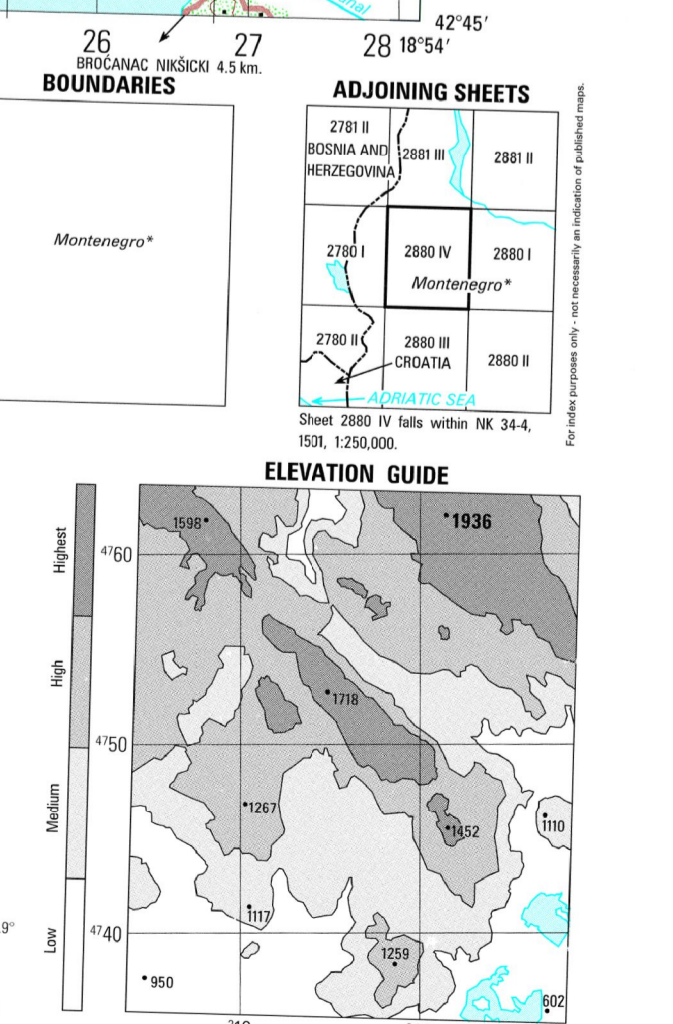 anal
42°45′
26
27
28
18°54′
BROĆANAC NIKŠICKI 4.5 km.
BOUNDARIES
Montenegro*
ADJOINING SHEETS
2781 II
BOSNIA AND
HERZEGOVINA
2881 III
2881 II
2780 I
2880 IV
2880 I
Montenegro*
2780 II
2880 III
CROATIA
2880 II
ADRIATIC SEA
For index purposes only - not necessarily an indication of published maps.
Sheet 2880 IV falls within NK 34-4,
1501, 1:250,000.
ELEVATION GUIDE
Highest
High
Medium
Low
1598
1936
4760
1718
4750
1267
1452
1110
1117
4740
1259
950
602
9°